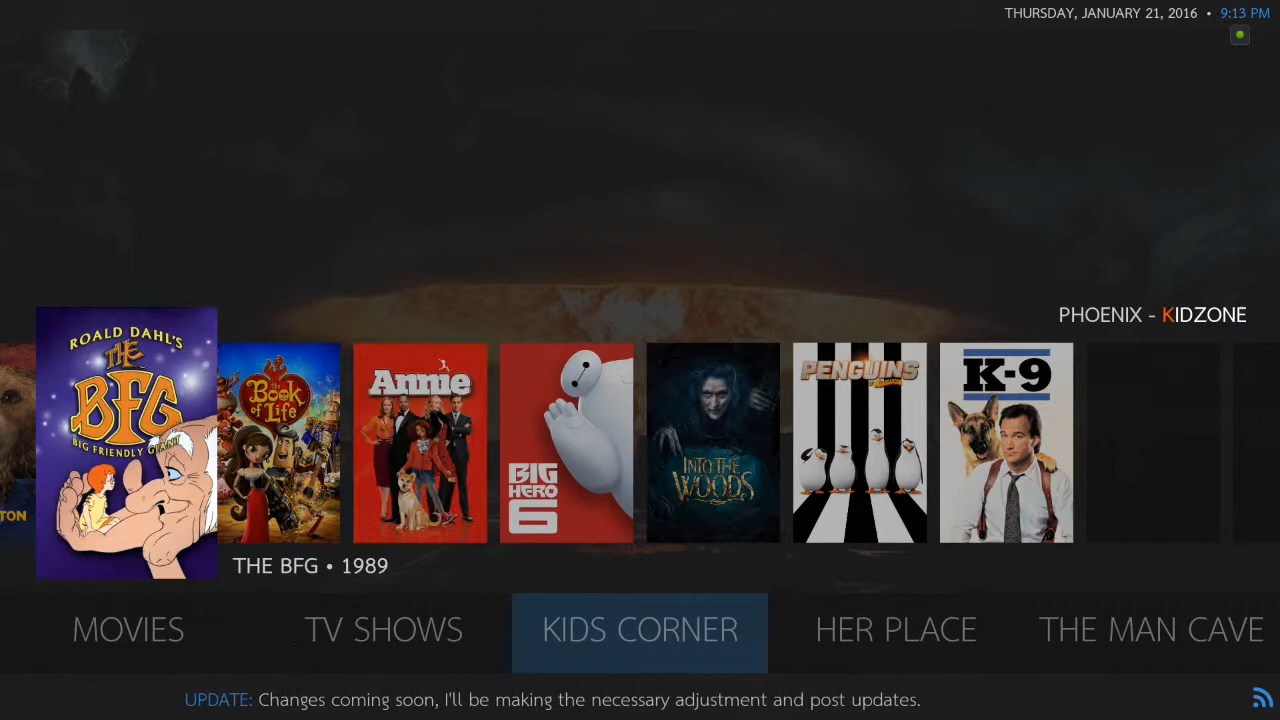 THURSDAY, JANUARY 21, 2016 • 9:13 PM
PHOENIX - KIDZONE
ROALD DAHL'S
THE
BFG
BIG FRIENDLY GIANT
the
Book
of Life
Annie
BIG
HERO
6
INTO THE
WOODS
PENGUINS
K-9
TON
THE BFG • 1989
MOVIES
TV SHOWS
KIDS CORNER
HER PLACE
THE MAN CAVE
UPDATE: Changes coming soon, I'll be making the necessary adjustment and post updates.